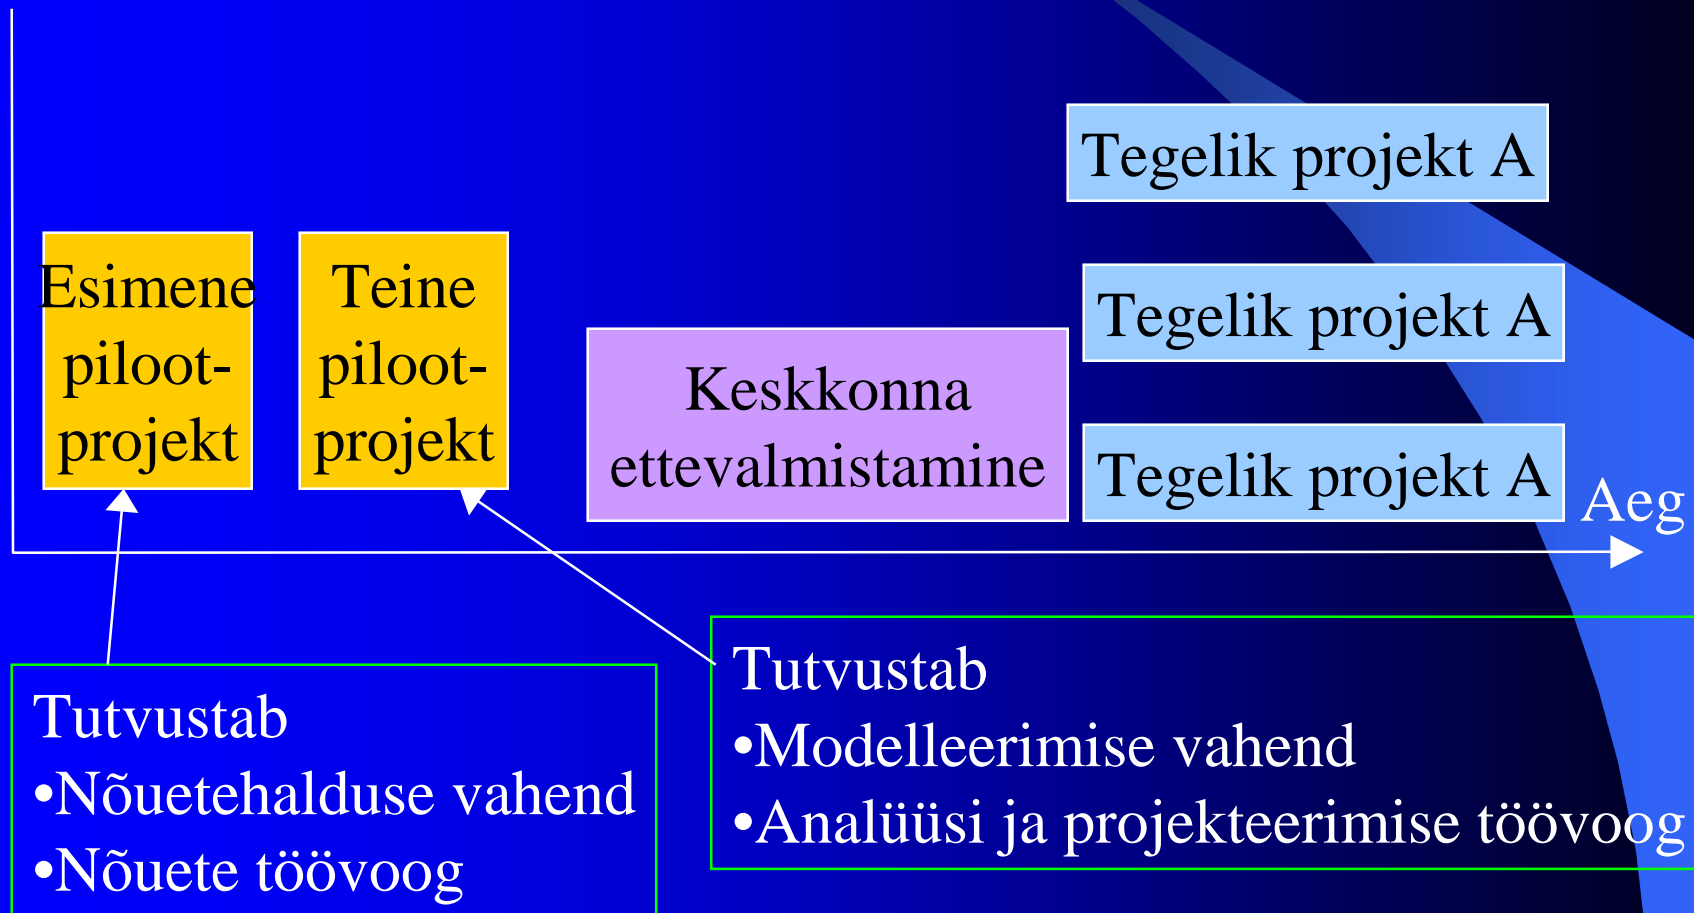 Tegelik projekt A
Esimene
piloot-
projekt
Teine
piloot-
projekt
Keskkonna
ettevalmistamine
Tegelik projekt A
Tegelik projekt A
Aeg
Tutvustab
•Nõuetehalduse vahend
•Nõuete töövoog
Tutvustab
•Modelleerimise vahend
•Analüüsi ja projekteerimise töövoog